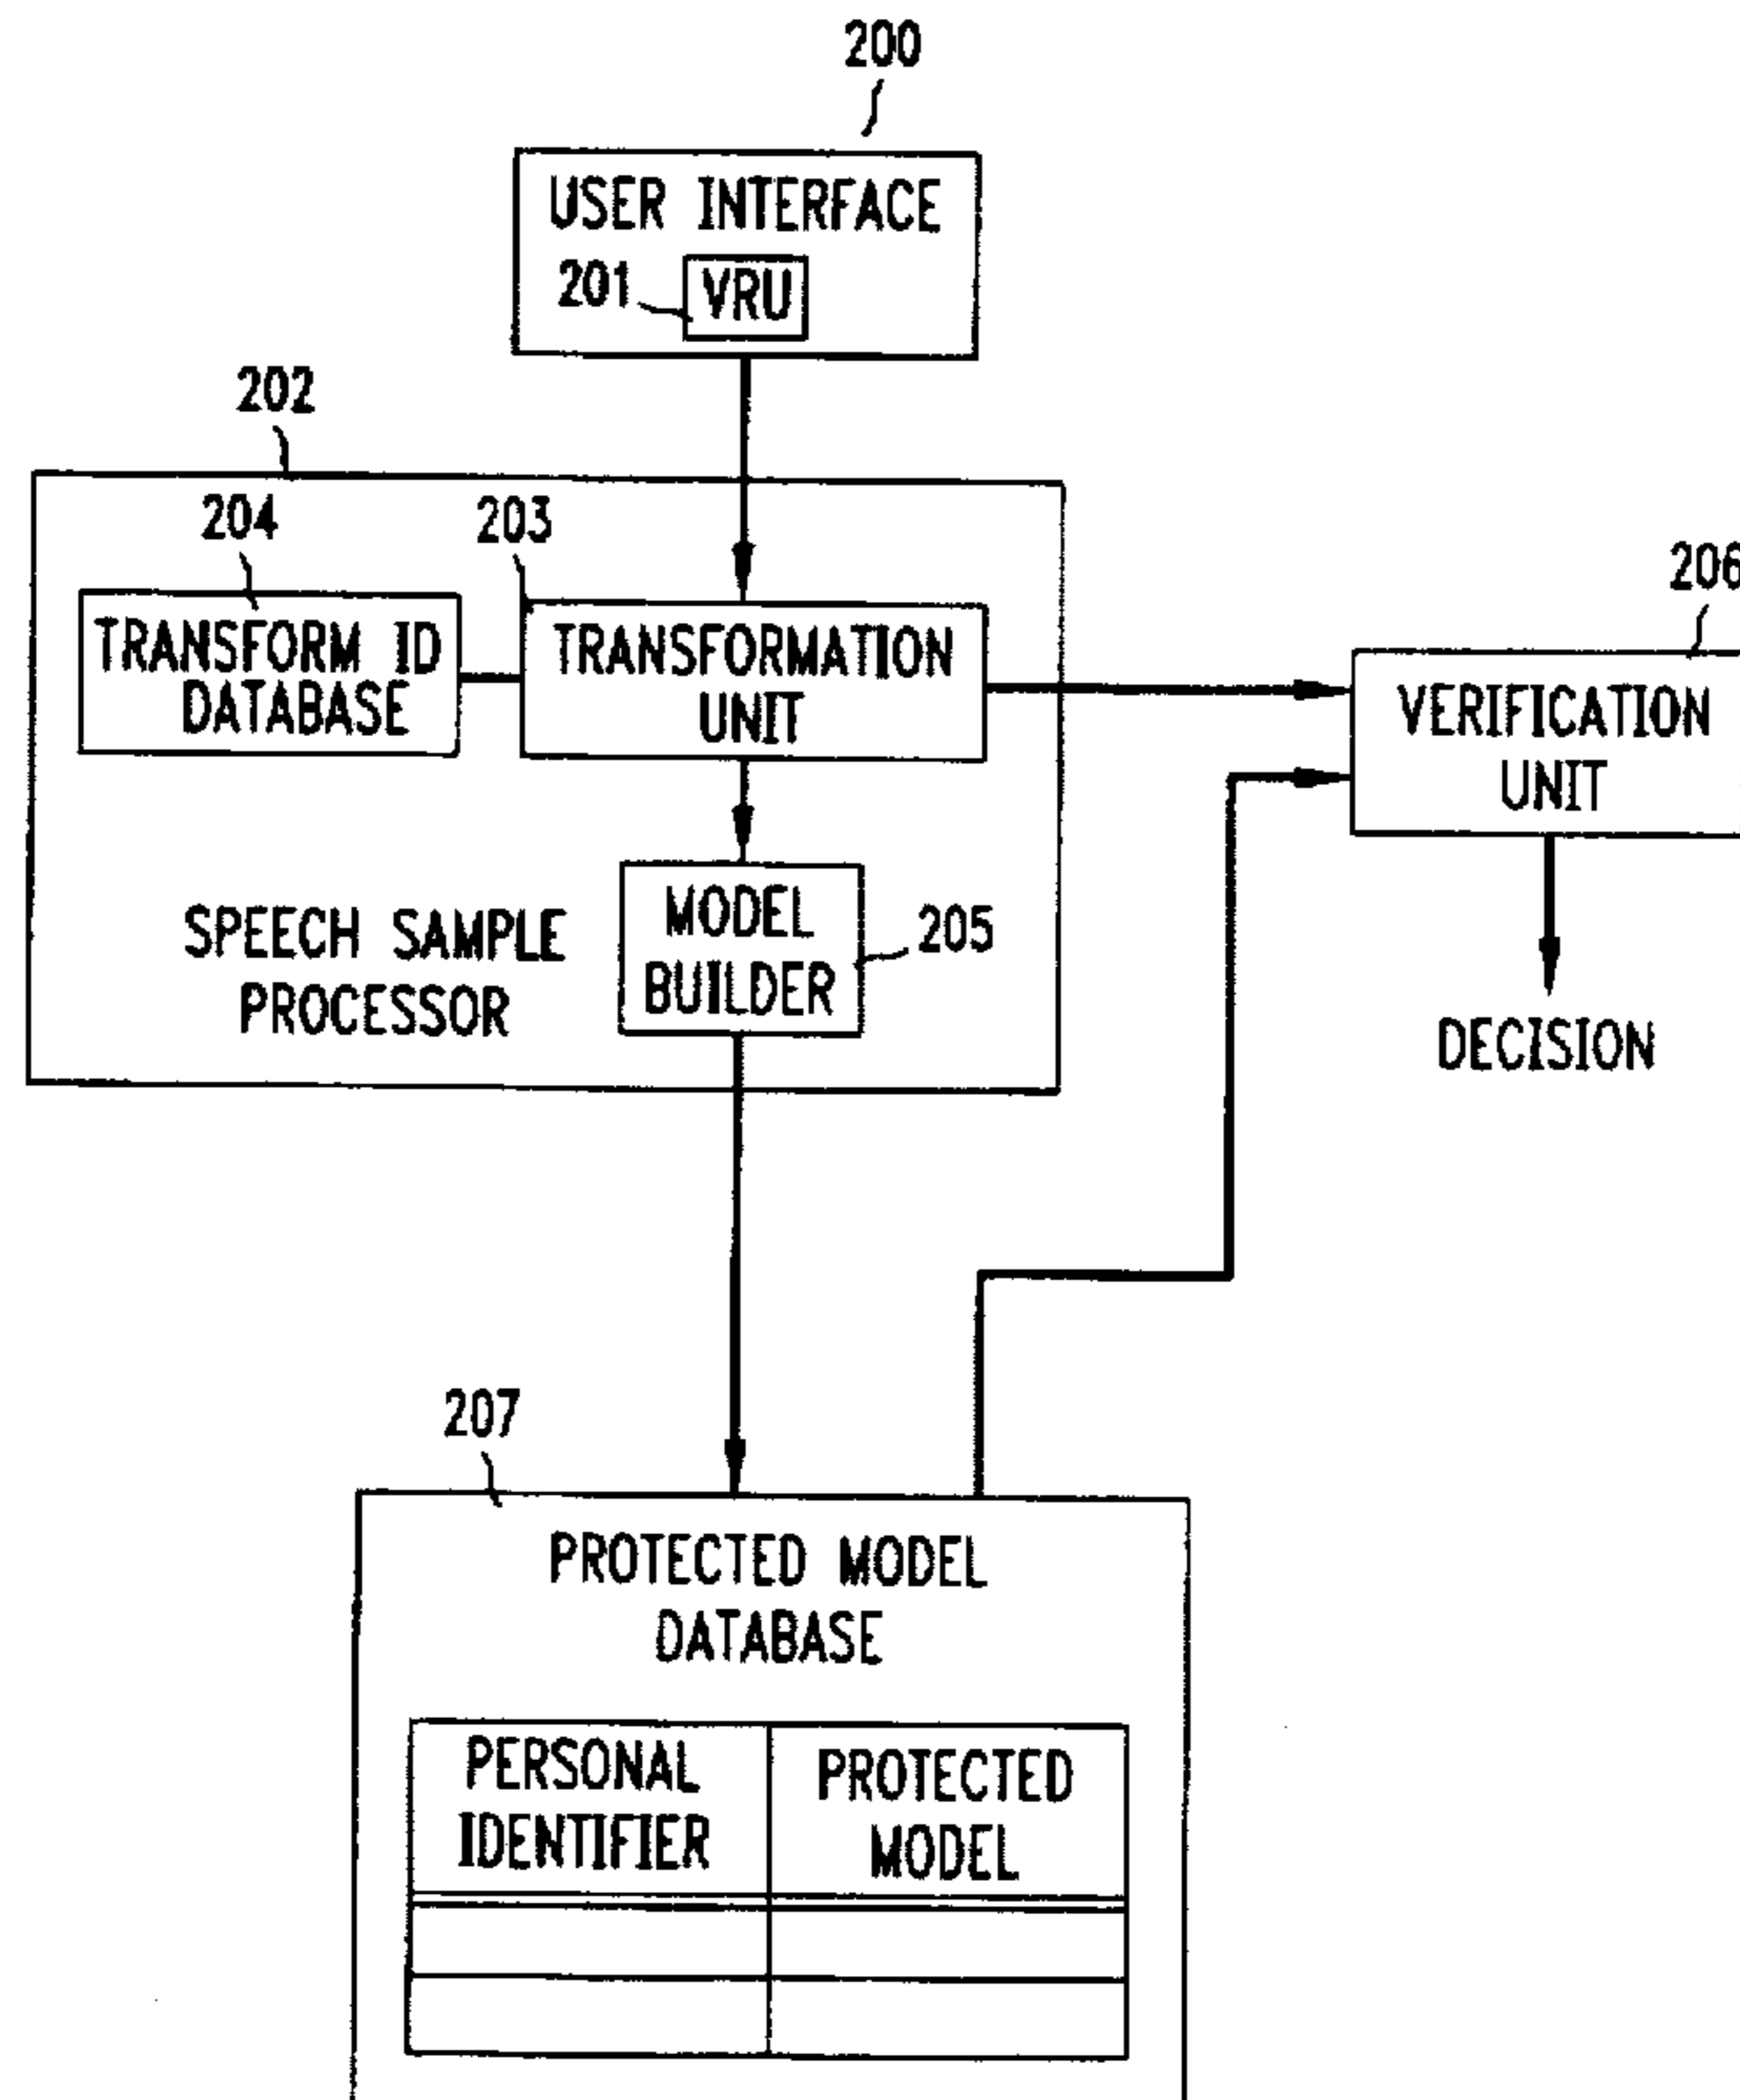 200
USER INTERFACE
201 VRU
202
204 203
206
TRANSFORM ID
DATABASE
TRANSFORMATION
UNIT
VERIFICATION
UNIT
MODEL
BUILDER
205
SPEECH SAMPLE
PROCESSOR
DECISION
207
PROTECTED MODEL
DATABASE
PERSONAL
IDENTIFIER
PROTECTED
MODEL